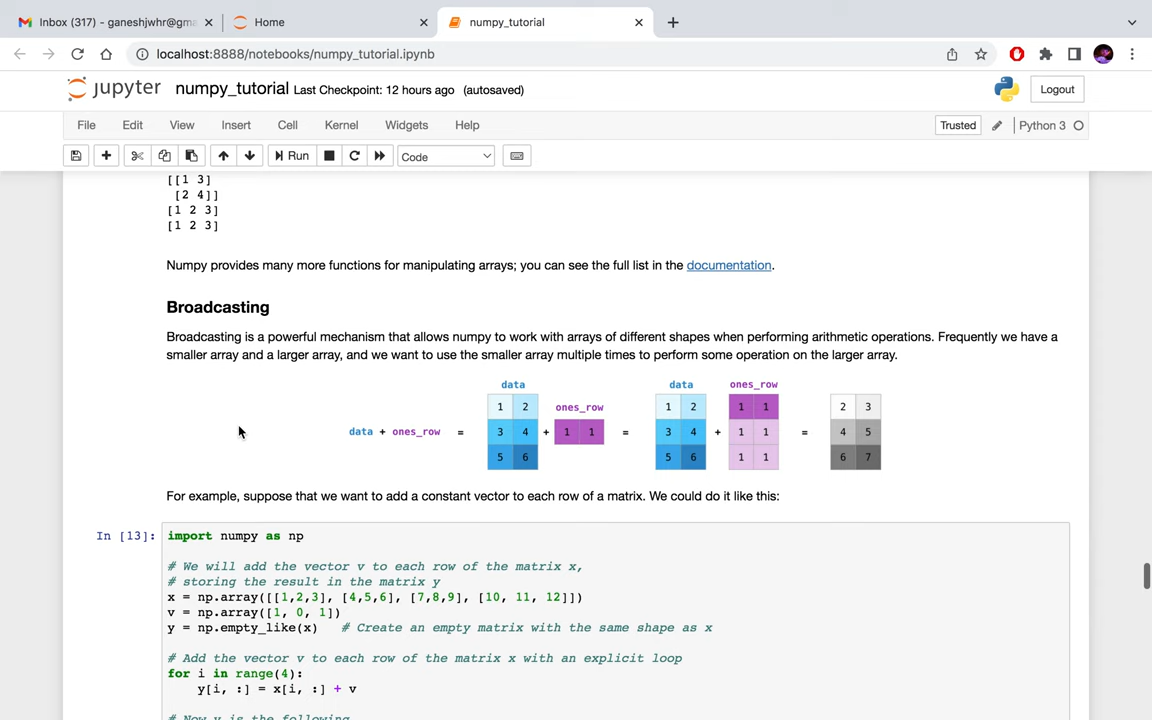 Inbox (317) - ganeshjwhr@gma
Home
numpy_tutorial
localhost:8888/notebooks/numpy_tutorial.ipynb
jupyter numpy_tutorial Last Checkpoint: 12 hours ago (autosaved)
Logout
File Edit View Insert Cell Kernel Widgets Help
Trusted
Python 3
Run
Code
[[1 3]
[2 4]]
[1 2 3]
[1 2 3]
Numpy provides many more functions for manipulating arrays; you can see the full list in the documentation.
Broadcasting
Broadcasting is a powerful mechanism that allows numpy to work with arrays of different shapes when performing arithmetic operations. Frequently we have a
smaller array and a larger array, and we want to use the smaller array multiple times to perform some operation on the larger array.
data data ones_row
1 2 ones_row 1 2 1 1 2 3
data + ones_row = 3 4 + 1 1 = 3 4 + 1 1 = 4 5
5 6 5 6 1 1 6 7
For example, suppose that we want to add a constant vector to each row of a matrix. We could do it like this:
In [13]: import numpy as np
# We will add the vector v to each row of the matrix x,
# storing the result in the matrix y
x = np.array([[1,2,3], [4,5,6], [7,8,9], [10, 11, 12]])
v = np.array([1, 0, 1])
y = np.empty_like(x) # Create an empty matrix with the same shape as x
# Add the vector v to each row of the matrix x with an explicit loop
for i in range(4):
y[i, :] = x[i, :] + v
# Now y is the following